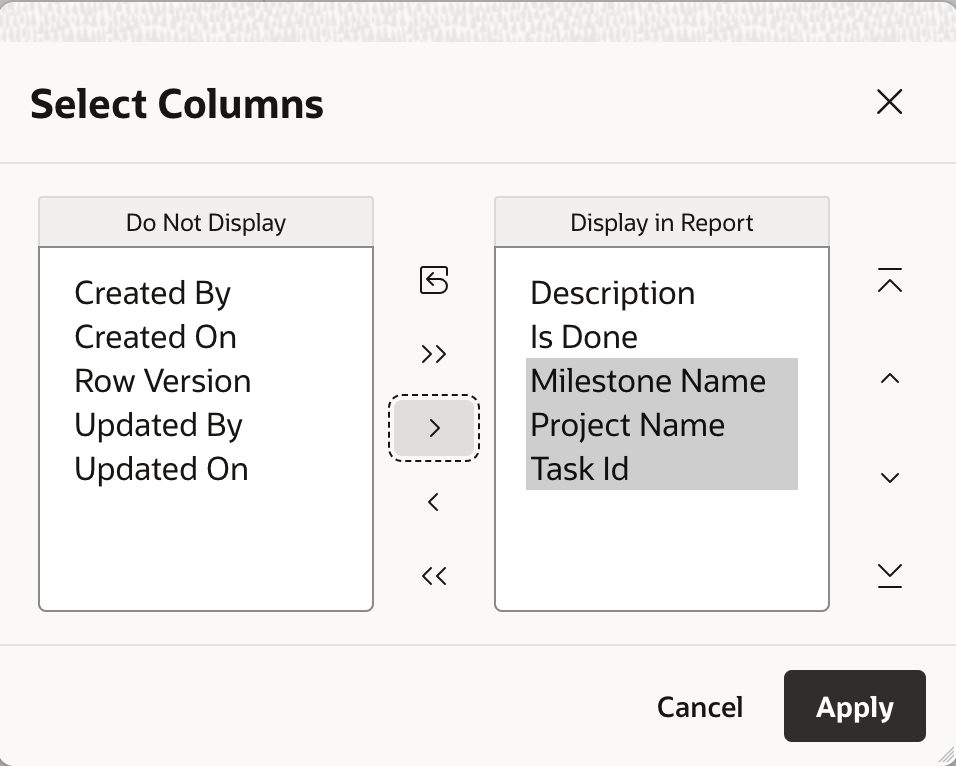 Select Columns
Do Not Display
Created By
Created On
Row Version
Updated By
Updated On
Display in Report
Description
Is Done
Milestone Name
Project Name
Task Id
Cancel
Apply